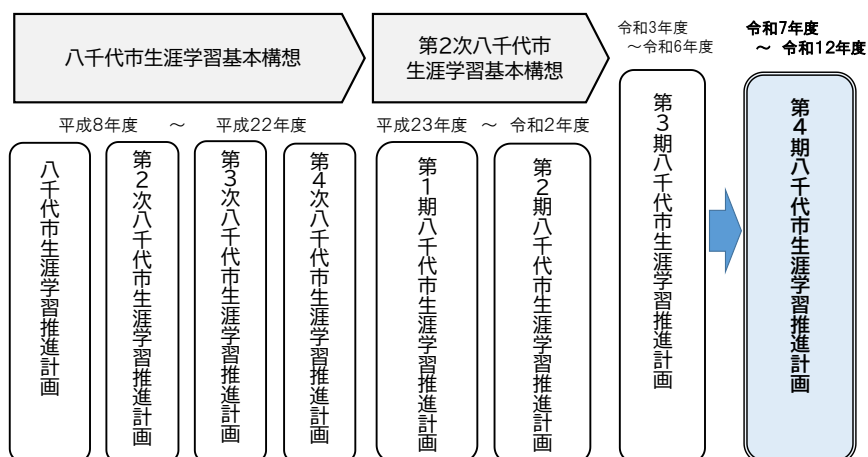 八千代市生涯学習基本構想
第2次八千代市
生涯学習基本構想
令和3年度
～令和6年度
令和7年度
～ 令和12年度
平成8年度 ～ 平成22年度
平成23年度 ～ 令和2年度
八千代市生涯学習推進計画
第2次八千代市生涯学習推進計画
第3次八千代市生涯学習推進計画
第4次八千代市生涯学習推進計画
第1期八千代市生涯学習推進計画
第2期八千代市生涯学習推進計画
第3期八千代市生涯学習推進計画
第4期八千代市生涯学習推進計画